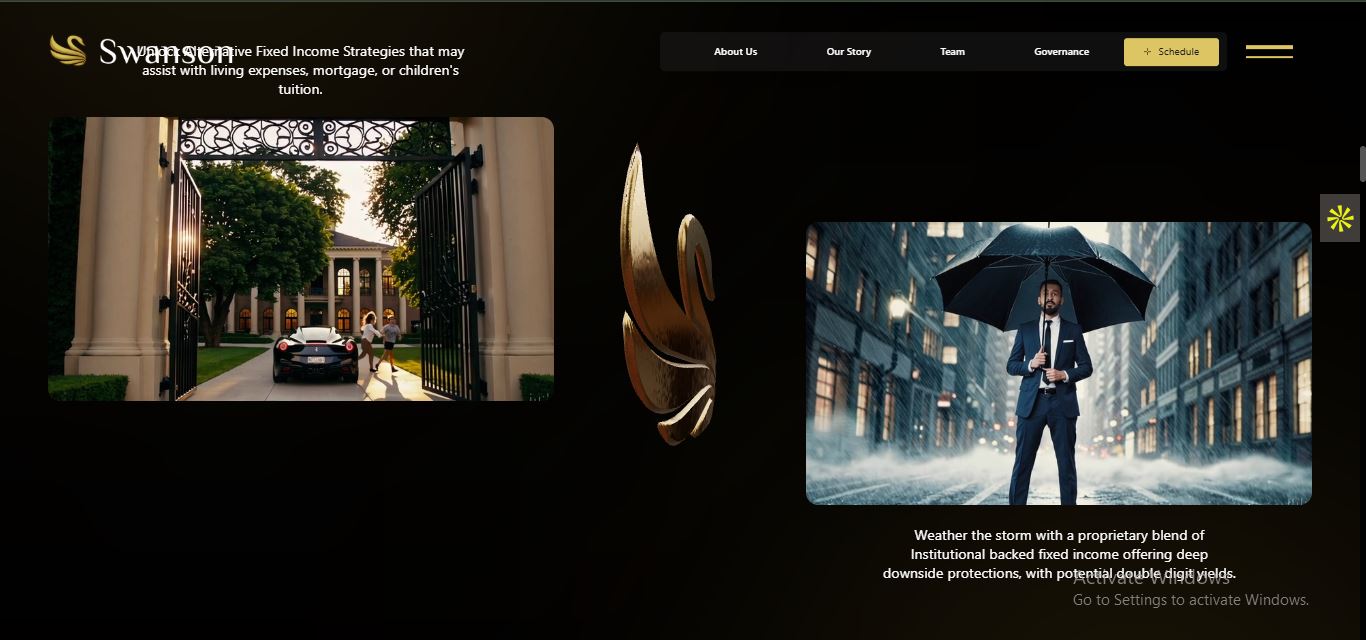 Swanson
Unlock Alternative Fixed Income Strategies that may
assist with living expenses, mortgage, or children's
tuition.
About Us
Our Story
Team
Governance
Schedule
Weather the storm with a proprietary blend of
Institutional backed fixed income offering deep
downside protections, with potential double digit yields.
Activate Windows
Go to Settings to activate Windows.